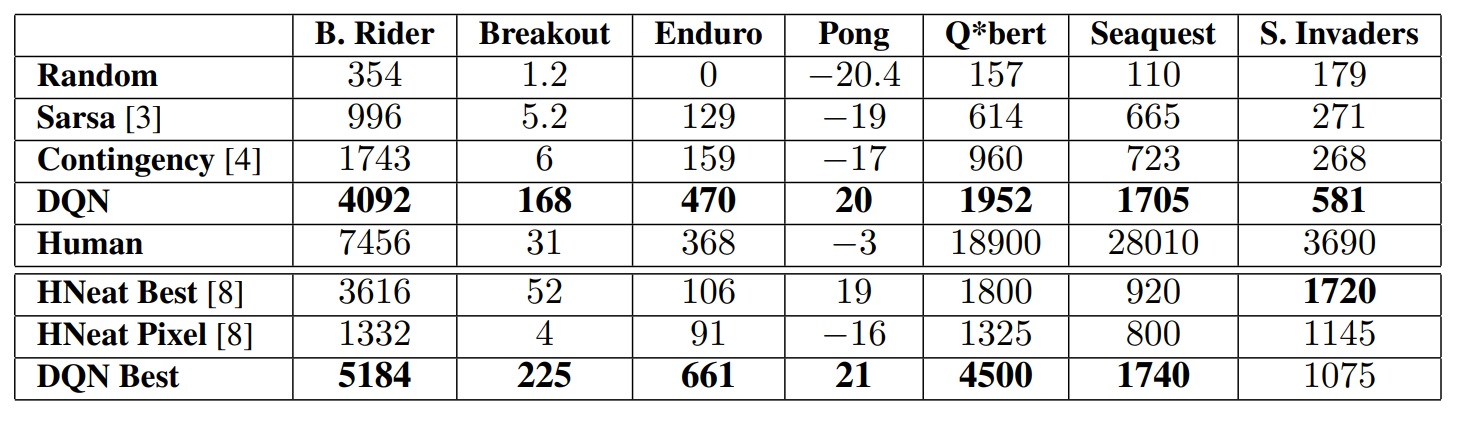 B. Rider Breakout Enduro Pong Q*bert Seaquest S. Invaders
Random 354 1.2 0 −20.4 157 110 179
Sarsa [3] 996 5.2 129 −19 614 665 271
Contingency [4] 1743 6 159 −17 960 723 268
DQN 4092 168 470 20 1952 1705 581
Human 7456 31 368 −3 18900 28010 3690
HNeat Best [8] 3616 52 106 19 1800 920 1720
HNeat Pixel [8] 1332 4 91 −16 1325 800 1145
DQN Best 5184 225 661 21 4500 1740 1075